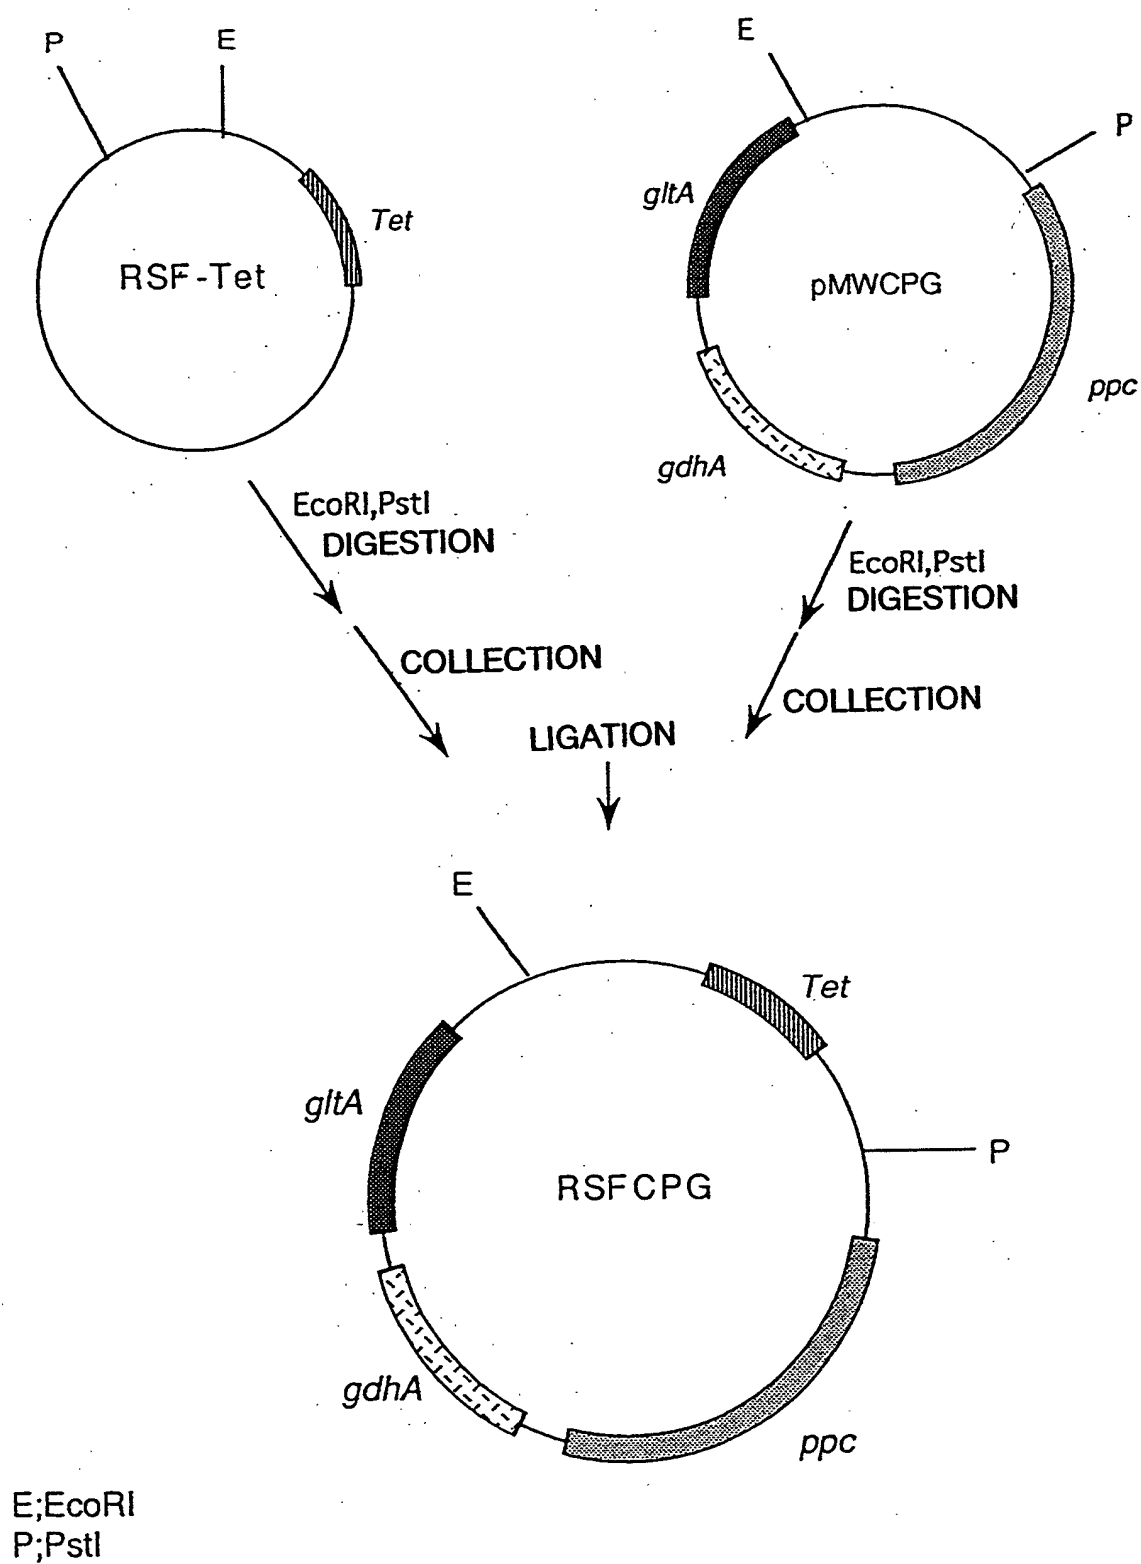 P
E
E
P
gltA
Tet
RSF-Tet
pMWCPG
ppc
gdhA
EcoRI,PstI
DIGESTION
EcoRI,PstI
DIGESTION
COLLECTION
COLLECTION
LIGATION
E
Tet
gltA
P
RSFCPG
gdhA
ppc
E;EcoRI
P;PstI